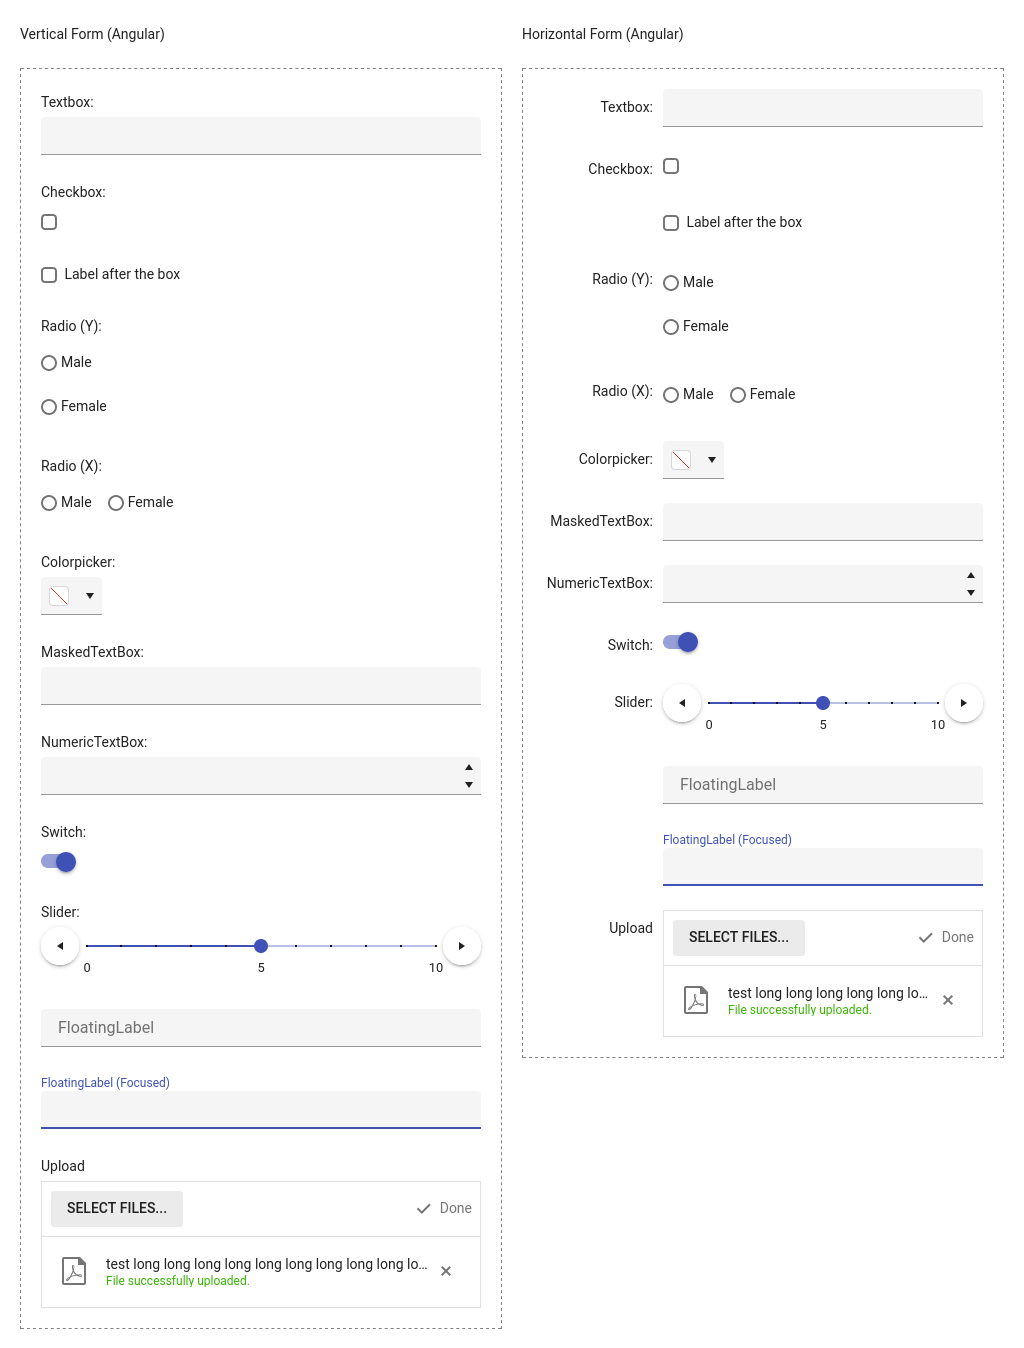 Vertical Form (Angular)
Textbox:
Checkbox:
Label after the box
Radio (Y):
Male
Female
Radio (X):
Male Female
Colorpicker:
MaskedTextBox:
NumericTextBox:
Switch:
Slider:
0 5 10
FloatingLabel
FloatingLabel (Focused)
Upload
SELECT FILES... Done
test long long long long long long long long long lo...
File successfully uploaded.
Horizontal Form (Angular)
Textbox:
Checkbox:
Label after the box
Radio (Y): Male
Female
Radio (X): Male Female
Colorpicker:
MaskedTextBox:
NumericTextBox:
Switch:
Slider:
0 5 10
FloatingLabel
FloatingLabel (Focused)
Upload SELECT FILES... Done
test long long long long long lo...
File successfully uploaded.